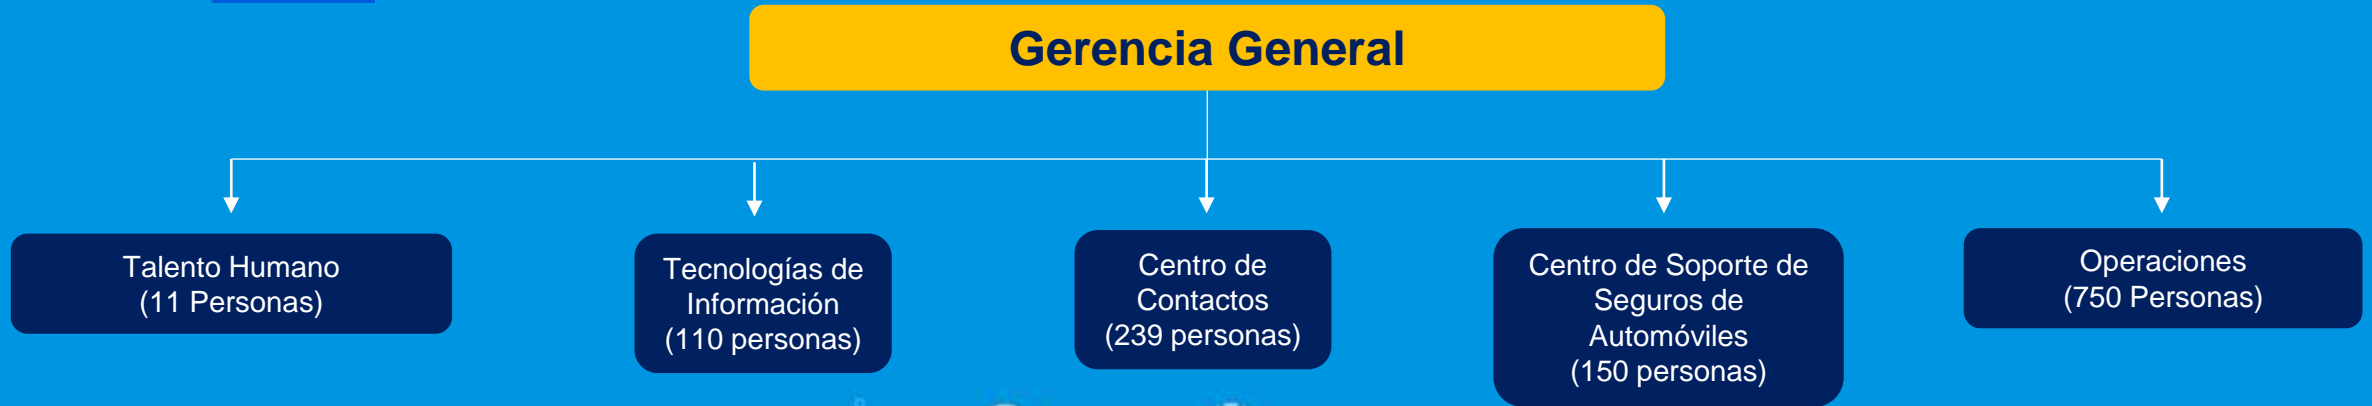 Gerencia General
Talento Humano
(11 Personas)
Tecnologías de
Información
(110 personas)
Centro de
Contactos
(239 personas)
Centro de Soporte de
Seguros de
Automóviles
(150 personas)
Operaciones
(750 Personas)